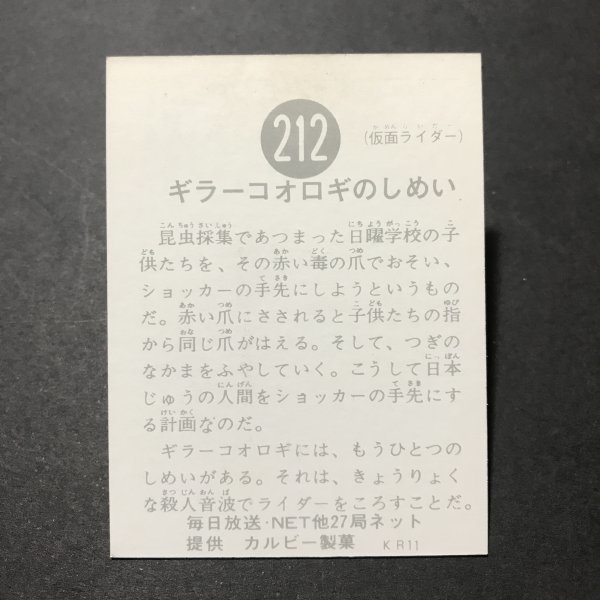 212
(仮面ライダー)
ギラーコオロギのしめい
昆虫採集であつまった日曜学校の子
供たちを、その赤い毒の爪でおそい、
ショッカーの手先にしようというもの
だ。赤い爪にさされると子供たちの指
から同じ爪がはえる。そして、つぎの
なかまをふやしていく。こうして日本
じゅうの人間をショッカーの手先にす
る計画なのだ。
ギラーコオロギには、もうひとつの
しめいがある。それは、きょうりょく
な殺人音波でライダーをころすことだ。
毎日放送・NET他27局ネット
提供 カルビー製菓 KR11